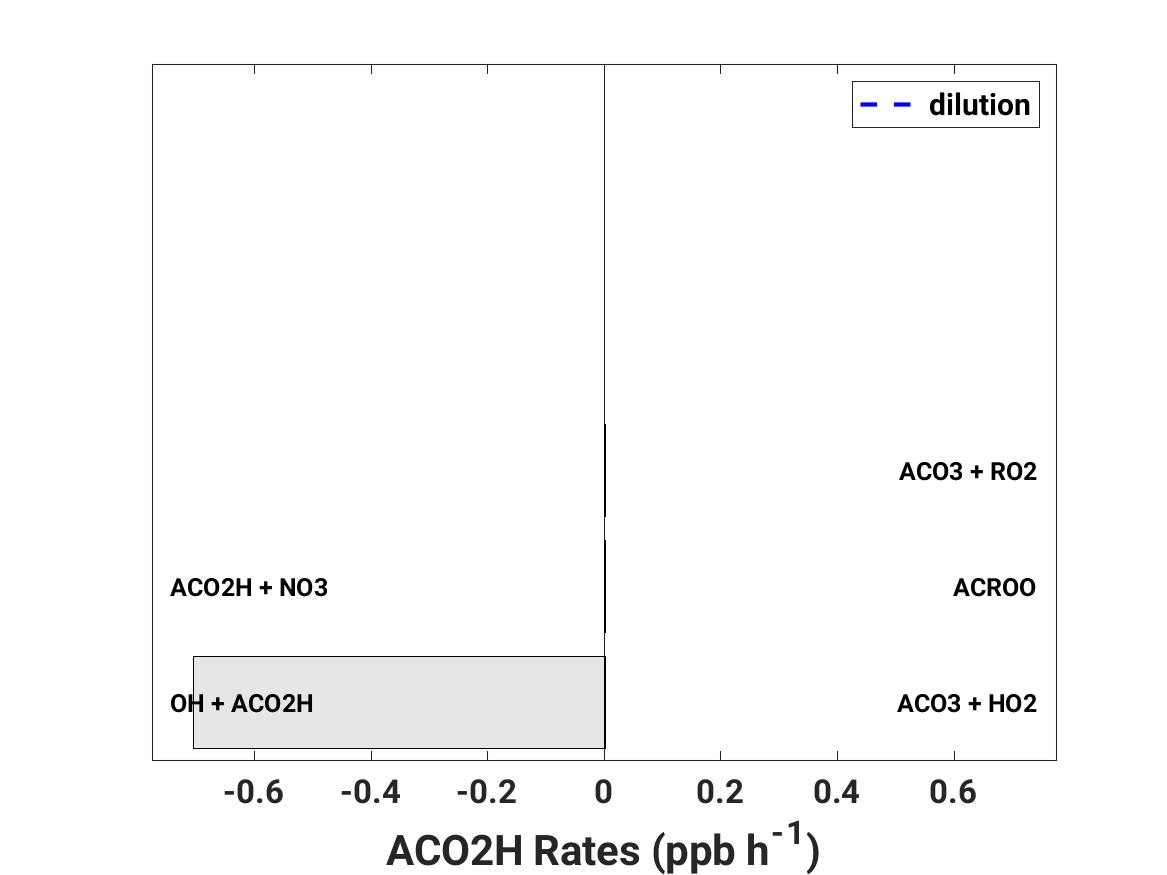 dilution
ACO3 + RO2
ACO2H + NO3
ACROO
OH + ACO2H
ACO3 + HO2
-0.6 -0.4 -0.2 0 0.2 0.4 0.6
ACO2H Rates (ppb h-1)